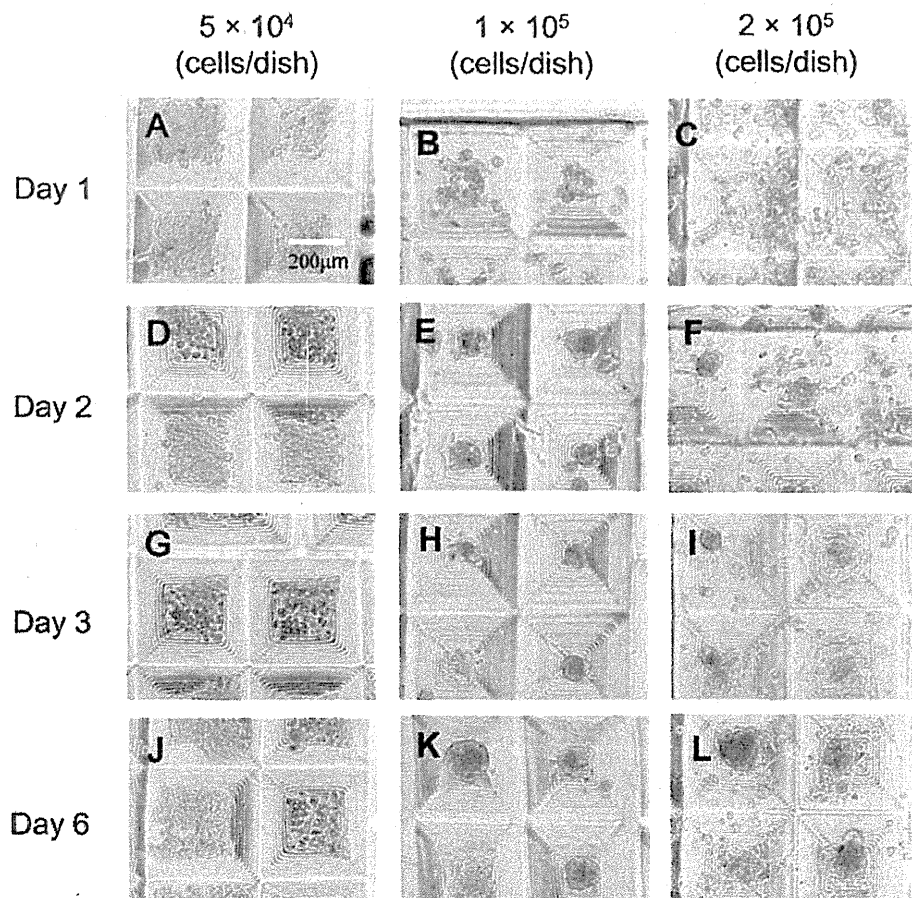 5 × 10⁴ 1 × 10⁵ 2 × 10⁵
(cells/dish) (cells/dish) (cells/dish)
Day 1 A B C
200μm
Day 2 D E F
Day 3 G H I
Day 6 J K L